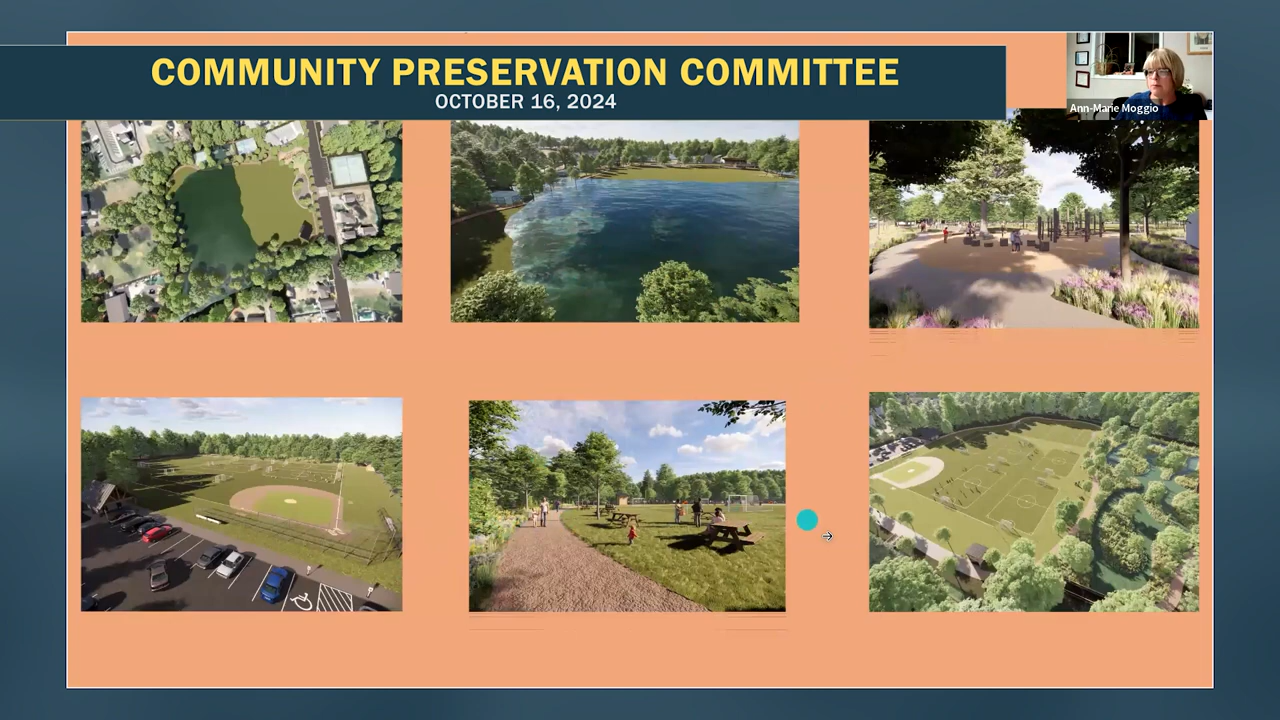 COMMUNITY PRESERVATION COMMITTEE
OCTOBER 16, 2024
Ann-Marie Moggio